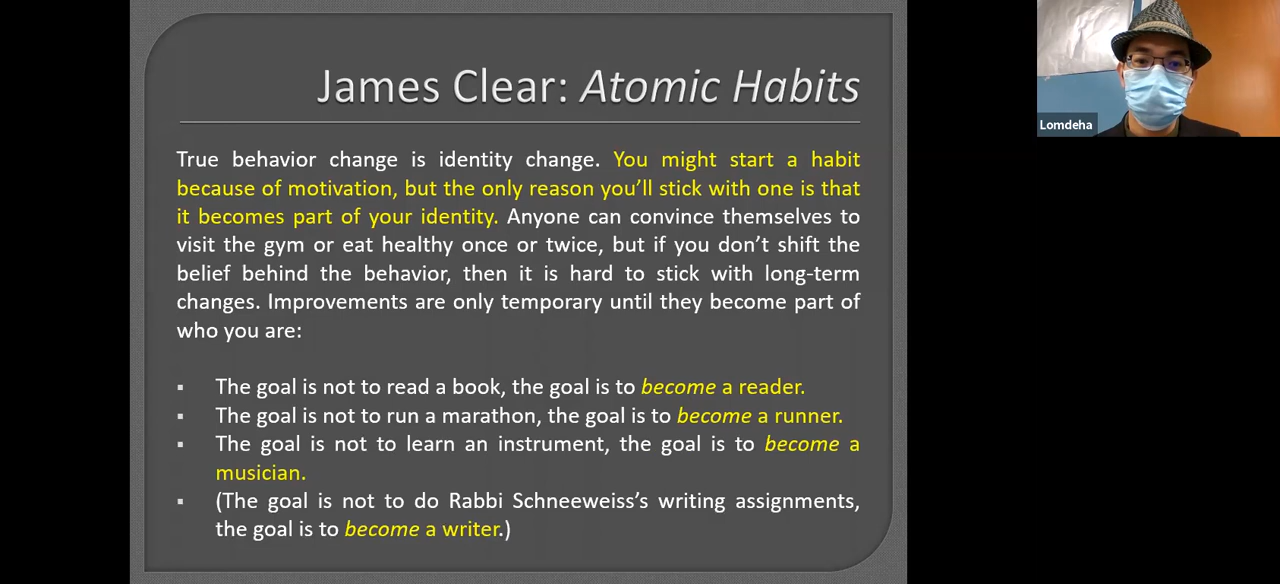 James Clear: Atomic Habits
True behavior change is identity change. You might start a habit
because of motivation, but the only reason you’ll stick with one is that
it becomes part of your identity. Anyone can convince themselves to
visit the gym or eat healthy once or twice, but if you don’t shift the
belief behind the behavior, then it is hard to stick with long-term
changes. Improvements are only temporary until they become part of
who you are:
▪ The goal is not to read a book, the goal is to become a reader.
▪ The goal is not to run a marathon, the goal is to become a runner.
▪ The goal is not to learn an instrument, the goal is to become a
musician.
▪ (The goal is not to do Rabbi Schneeweiss’s writing assignments,
the goal is to become a writer.)
Lomdeha